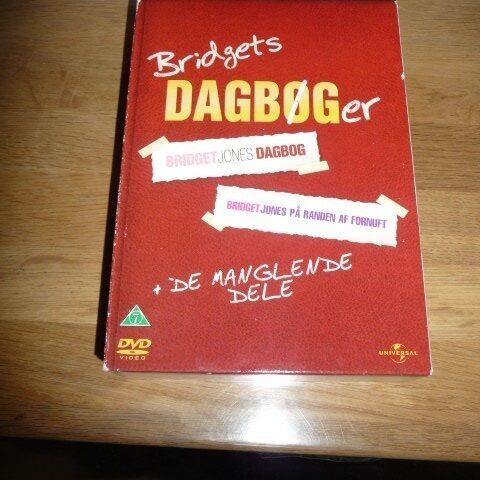 Bridgets
DAGBØGer
BRIDGET JONES DAGBOG
BRIDGET JONES PÅ RANDEN AF FORNUFT
+ DE MANGLENDE
DELE
7
DVD
VIDEO
UNIVERSAL